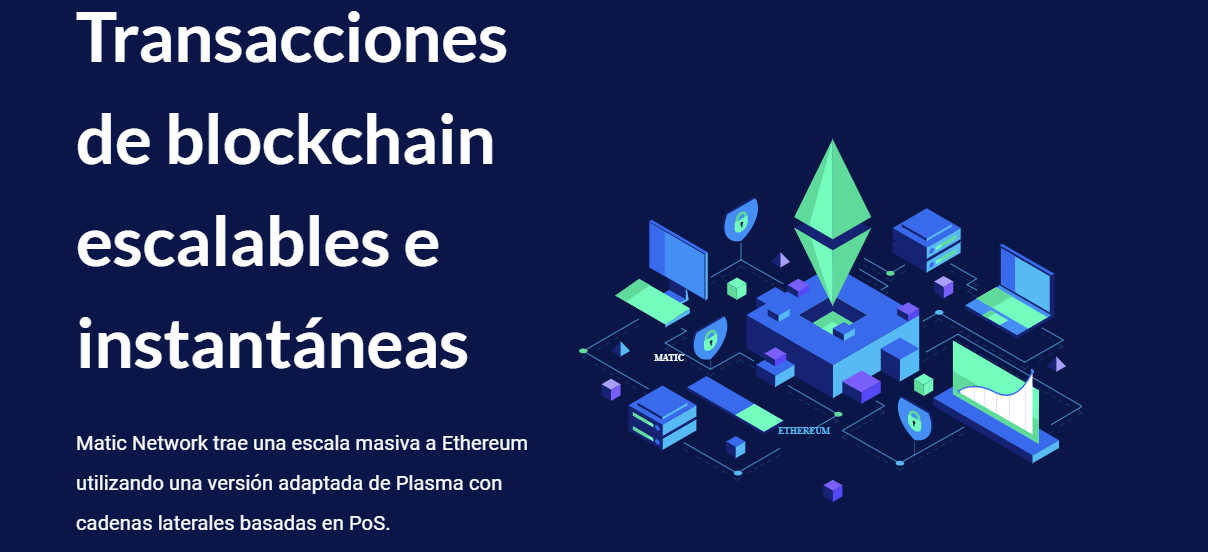 Transacciones
de blockchain
escalables e
instantáneas
Matic Network trae una escala masiva a Ethereum
utilizando una versión adaptada de Plasma con
cadenas laterales basadas en PoS.
MATIC
ETHEREUM